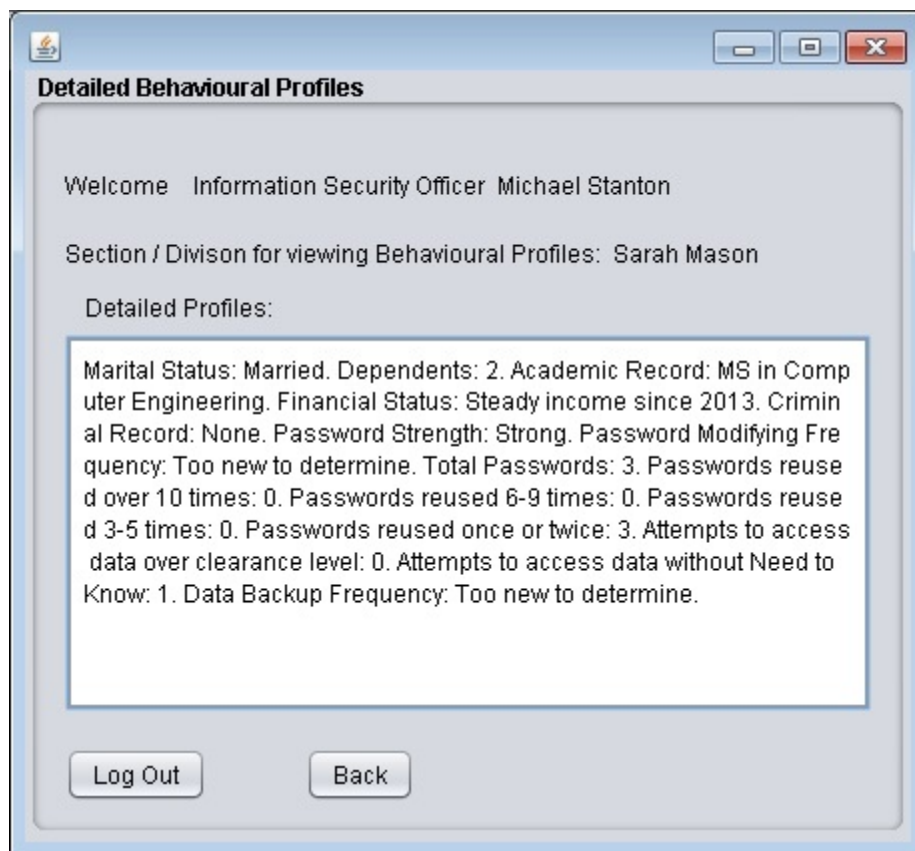 Detailed Behavioural Profiles
Welcome Information Security Officer Michael Stanton
Section / Divison for viewing Behavioural Profiles: Sarah Mason
Detailed Profiles:
Marital Status: Married. Dependents: 2. Academic Record: MS in Comp
uter Engineering. Financial Status: Steady income since 2013. Crimin
al Record: None. Password Strength: Strong. Password Modifying Fre
quency: Too new to determine. Total Passwords: 3. Passwords reuse
d over 10 times: 0. Passwords reused 6-9 times: 0. Passwords reuse
d 3-5 times: 0. Passwords reused once or twice: 3. Attempts to access
data over clearance level: 0. Attempts to access data without Need to
Know: 1. Data Backup Frequency: Too new to determine.
Log Out Back